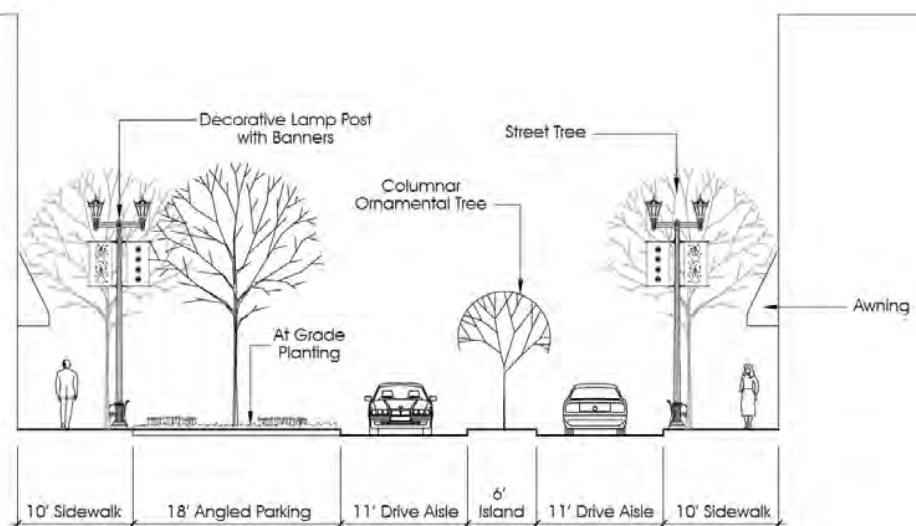 Decorative Lamp Post
with Banners
Street Tree
Columnar
Ornamental Tree
Awning
At Grade
Planting
10' Sidewalk
18' Angled Parking
11' Drive Aisle
6'
Island
11' Drive Aisle
10' Sidewalk